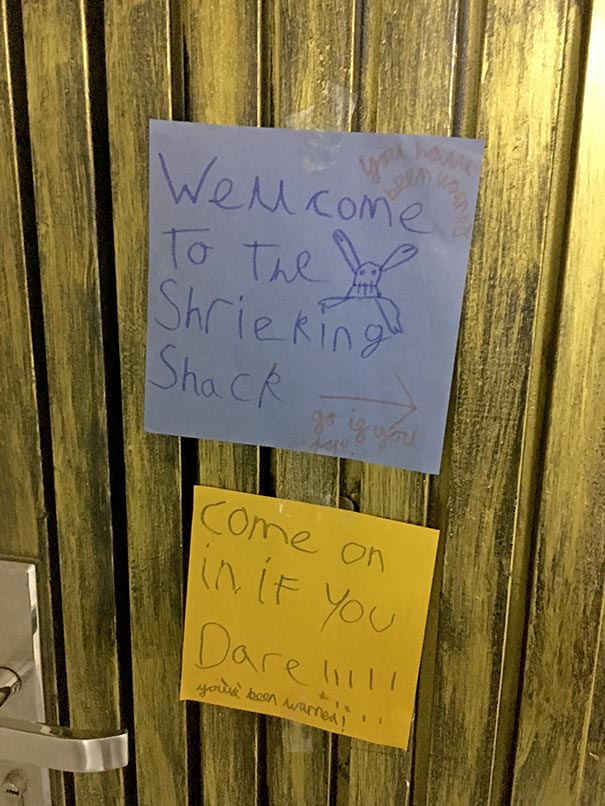 you have
been warned
Wellcome
To The
Shrieking
Shack
go if you
dare.
Come on
in if you
Dare !!!!!
you've been warned!